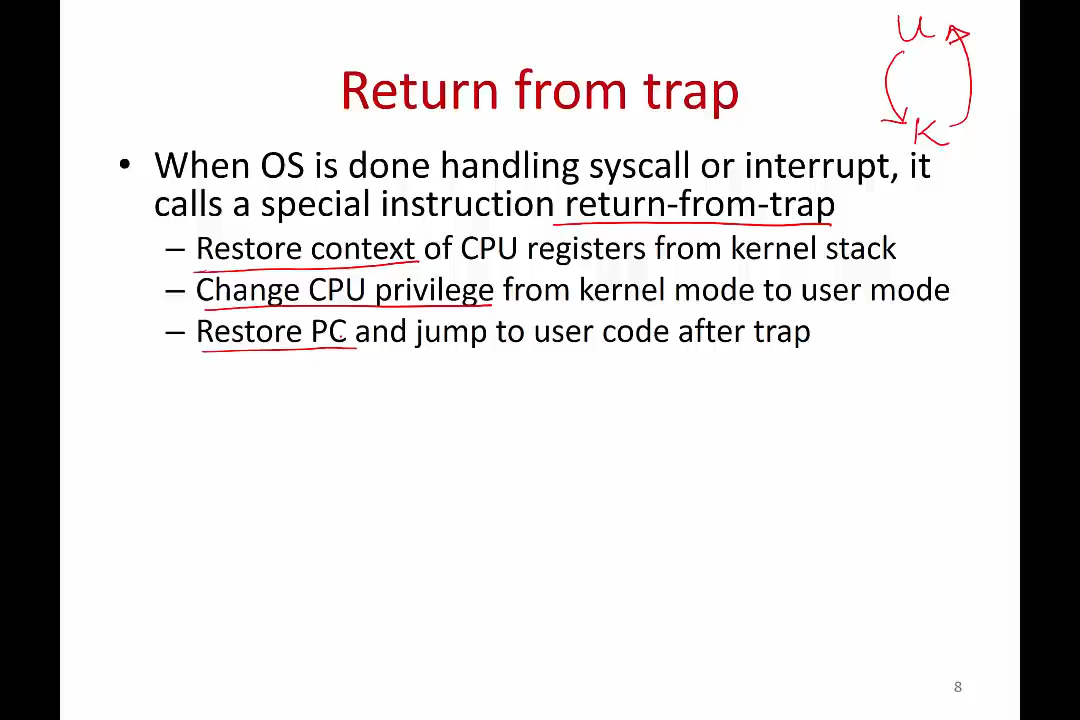 U
K
Return from trap
• When OS is done handling syscall or interrupt, it
calls a special instruction return-from-trap
– Restore context of CPU registers from kernel stack
– Change CPU privilege from kernel mode to user mode
– Restore PC and jump to user code after trap
8